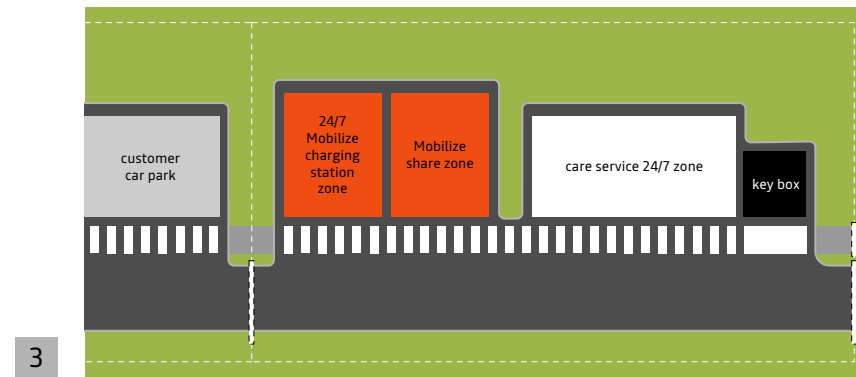 customer
car park
24/7
Mobilize
charging
station
zone
Mobilize
share zone
care service 24/7 zone
key box
3